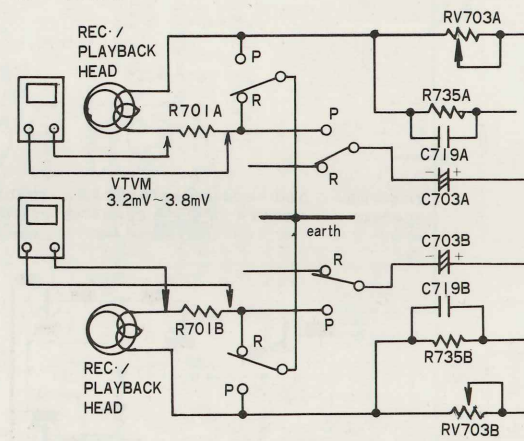 RV703A
REC·/
PLAYBACK
HEAD
P
R735A
R701A
R
P
C719A
R
VTVM
3.2mV~3.8mV
- +
C703A
earth
C703B
- +
R
C719B
P
R701B
R
R735B
REC·/
PLAYBACK
HEAD
P
RV703B